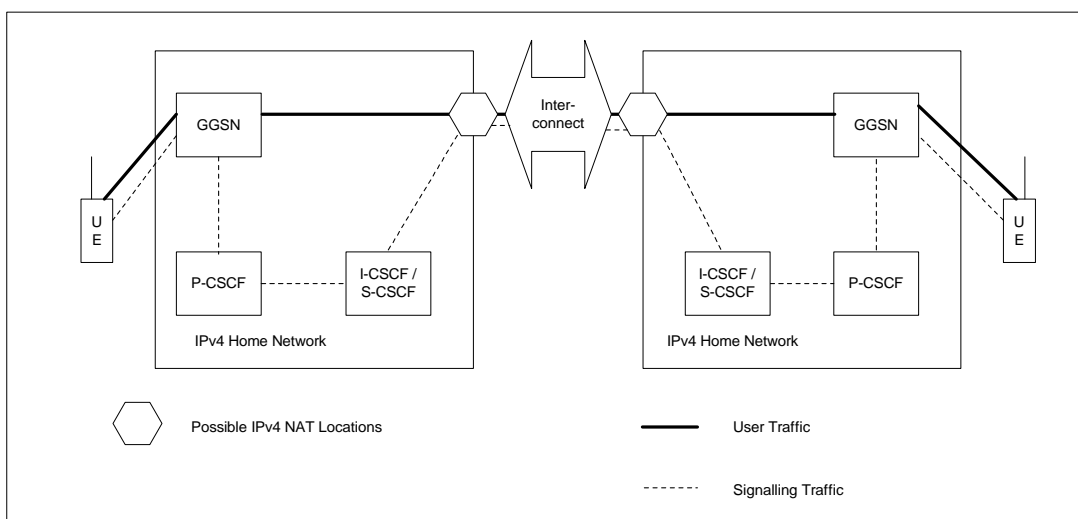 Inter-
connect
GGSN
GGSN
U
E
U
E
P-CSCF
I-CSCF /
S-CSCF
I-CSCF /
S-CSCF
P-CSCF
IPv4 Home Network
IPv4 Home Network
Possible IPv4 NAT Locations
User Traffic
Signalling Traffic